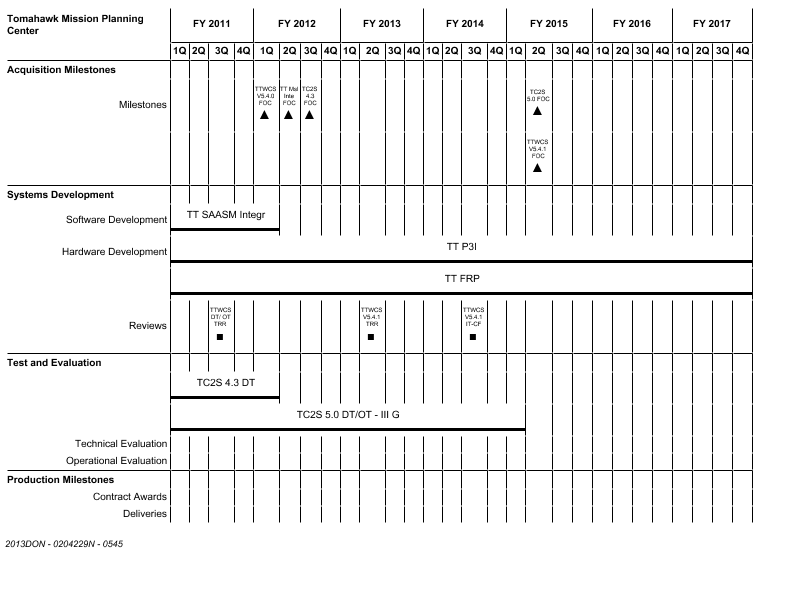 Tomahawk Mission Planning
Center
FY 2011 FY 2012 FY 2013 FY 2014 FY 2015 FY 2016 FY 2017
1Q 2Q 3Q 4Q 1Q 2Q 3Q 4Q 1Q 2Q 3Q 4Q 1Q 2Q 3Q 4Q 1Q 2Q 3Q 4Q 1Q 2Q 3Q 4Q 1Q 2Q 3Q 4Q
Acquisition Milestones
Milestones
TTWCS
V5.4.0
FOC
TT Mal
Inte
FOC
TC2S
4.3
FOC
TC2S
5.0 FOC
TTWCS
V5.4.1
FOC
Systems Development
Software Development
TT SAASM Integr
Hardware Development
TT P3I
TT FRP
Reviews
TTWCS
DT/ OT
TRR
TTWCS
V5.4.1
TRR
TTWCS
V5.4.1
IT-CF
Test and Evaluation
TC2S 4.3 DT
TC2S 5.0 DT/OT - III G
Technical Evaluation
Operational Evaluation
Production Milestones
Contract Awards
Deliveries
2013DON - 0204229N - 0545